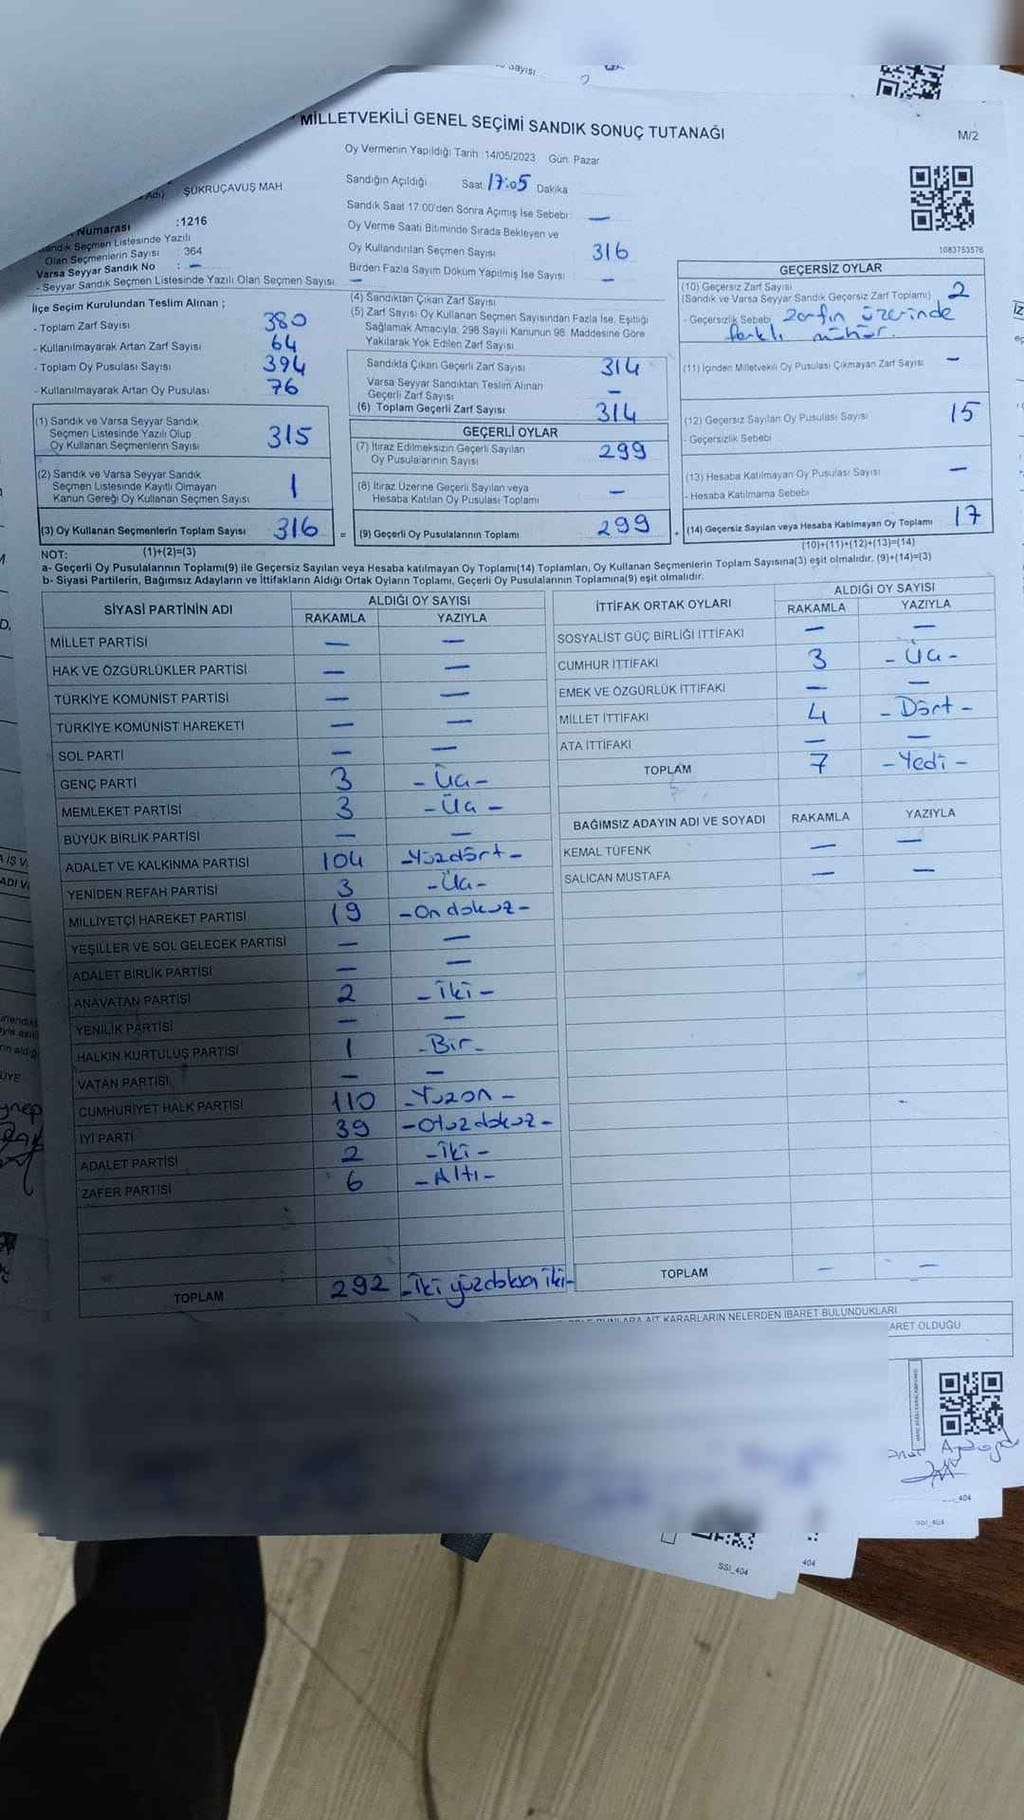 Sayısı
MİLLETVEKİLİ GENEL SEÇİMİ SANDIK SONUÇ TUTANAĞI
M/2
Oy Vermenin Yapıldığı Tarih :14/05/2023 Gün: Pazar
Adı) ŞÜKRÜÇAVUŞ MAH
Sandığın Açıldığı Saat 17:05 Dakika
Sandık Saat 17:00'den Sonra Açımış İse Sebebi: —
Numarası :1216
Sandık Seçmen Listesinde Yazılı
Olan Seçmenlerin Sayısı : 364
Varsa Seyyar Sandık No : —
- Seyyar Sandık Seçmen Listesinde Yazılı Olan Seçmen Sayısı —
Oy Verme Saati Bitiminde Sırada Bekleyen ve
Oy Kullandırılan Seçmen Sayısı 316
Birden Fazla Sayım Döküm Yapılmış İse Sayısı —
1083753576
İlçe Seçim Kurulundan Teslim Alınan ;
- Toplam Zarf Sayısı 380
- Kullanılmayarak Artan Zarf Sayısı 64
- Toplam Oy Pusulası Sayısı 394
- Kullanılmayarak Artan Oy Pusulası 76
(1) Sandık ve Varsa Seyyar Sandık
Seçmen Listesinde Yazılı Olup
Oy Kullanan Seçmenlerin Sayısı 315
(2) Sandık ve Varsa Seyyar Sandık
Seçmen Listesinde Kayıtlı Olmayan
Kanun Gereği Oy Kullanan Seçmen Sayısı 1
(3) Oy Kullanan Seçmenlerin Toplam Sayısı 316 =
(4) Sandıktan Çıkan Zarf Sayısı
(5) Zarf Sayısı Oy Kullanan Seçmen Sayısından Fazla İse, Eşitliği
Sağlamak Amacıyla; 298 Sayılı Kanunun 98. Maddesine Göre
Yakılarak Yok Edilen Zarf Sayısı
Sandıkta Çıkan Geçerli Zarf Sayısı 314
Varsa Seyyar Sandıktan Teslim Alınan
Geçerli Zarf Sayısı —
(6) Toplam Geçerli Zarf Sayısı 314
GEÇERLİ OYLAR
(7) İtiraz Edilmeksizin Geçerli Sayılan
Oy Pusulalarının Sayısı 299
(8) İtiraz Üzerine Geçerli Sayılan veya
Hesaba Katılan Oy Pusulası Toplamı —
(9) Geçerli Oy Pusulalarının Toplamı 299 +
GEÇERSİZ OYLAR
(10) Geçersiz Zarf Sayısı
(Sandık ve Varsa Seyyar Sandık Geçersiz Zarf Toplamı) 2
- Geçersizlik Sebebi Zarfın üzerinde
farklı mühür.
(11) İçinden Milletvekili Oy Pusulası Çıkmayan Zarf Sayısı —
(12) Geçersiz Sayılan Oy Pusulası Sayısı 15
- Geçersizlik Sebebi
(13) Hesaba Katılmayan Oy Pusulası Sayısı —
- Hesaba Katılmama Sebebi
(14) Geçersiz Sayılan veya Hesaba Katılmayan Oy Toplamı 17
NOT: (1)+(2)=(3)
(10)+(11)+(12)+(13)=(14)
a- Geçerli Oy Pusulalarının Toplamı(9) ile Geçersiz Sayılan veya Hesaba katılmayan Oy Toplamı(14) Toplamları, Oy Kullanan Seçmenlerin Toplam Sayısına(3) eşit olmalıdır. (9)+(14)=(3)
b- Siyasi Partilerin, Bağımsız Adayların ve İttifakların Aldığı Ortak Oyların Toplamı, Geçerli Oy Pusulalarının Toplamına(9) eşit olmalıdır.
SİYASİ PARTİNİN ADI ALDIĞI OY SAYISI
RAKAMLA YAZIYLA
MİLLET PARTİSİ — —
HAK VE ÖZGÜRLÜKLER PARTİSİ — —
TÜRKİYE KOMÜNİST PARTİSİ — —
TÜRKİYE KOMÜNİST HAREKETİ — —
SOL PARTİ — —
GENÇ PARTİ 3 -Üç-
MEMLEKET PARTİSİ 3 -Üç-
BÜYÜK BİRLİK PARTİSİ — —
ADALET VE KALKINMA PARTİSİ 104 -Yüzdört-
YENİDEN REFAH PARTİSİ 3 -Üç-
MİLLİYETÇİ HAREKET PARTİSİ 19 -Ondokuz-
YEŞİLLER VE SOL GELECEK PARTİSİ — —
ADALET BİRLİK PARTİSİ — —
ANAVATAN PARTİSİ 2 -İki-
YENİLİK PARTİSİ — —
HALKIN KURTULUŞ PARTİSİ 1 -Bir-
VATAN PARTİSİ — —
CUMHURİYET HALK PARTİSİ 110 -Yüzon-
İYİ PARTİ 39 -Otuzdokuz-
ADALET PARTİSİ 2 -İki-
ZAFER PARTİSİ 6 -Altı-
TOPLAM 292 -İki yüzdoksan iki-
İTTİFAK ORTAK OYLARI ALDIĞI OY SAYISI
RAKAMLA YAZIYLA
SOSYALİST GÜÇ BİRLİĞİ İTTİFAKI — —
CUMHUR İTTİFAKI 3 -Üç-
EMEK VE ÖZGÜRLÜK İTTİFAKI — —
MİLLET İTTİFAKI 4 -Dört-
ATA İTTİFAKI — —
TOPLAM 7 -Yedi-
BAĞIMSIZ ADAYIN ADI VE SOYADI RAKAMLA YAZIYLA
KEMAL TÜFENK — —
SALİCAN MUSTAFA — —
TOPLAM — —
AİT KARARLARIN NELERDEN İBARET BULUNDUKLARI
ARET OLDUĞU
404
SSI_404
404